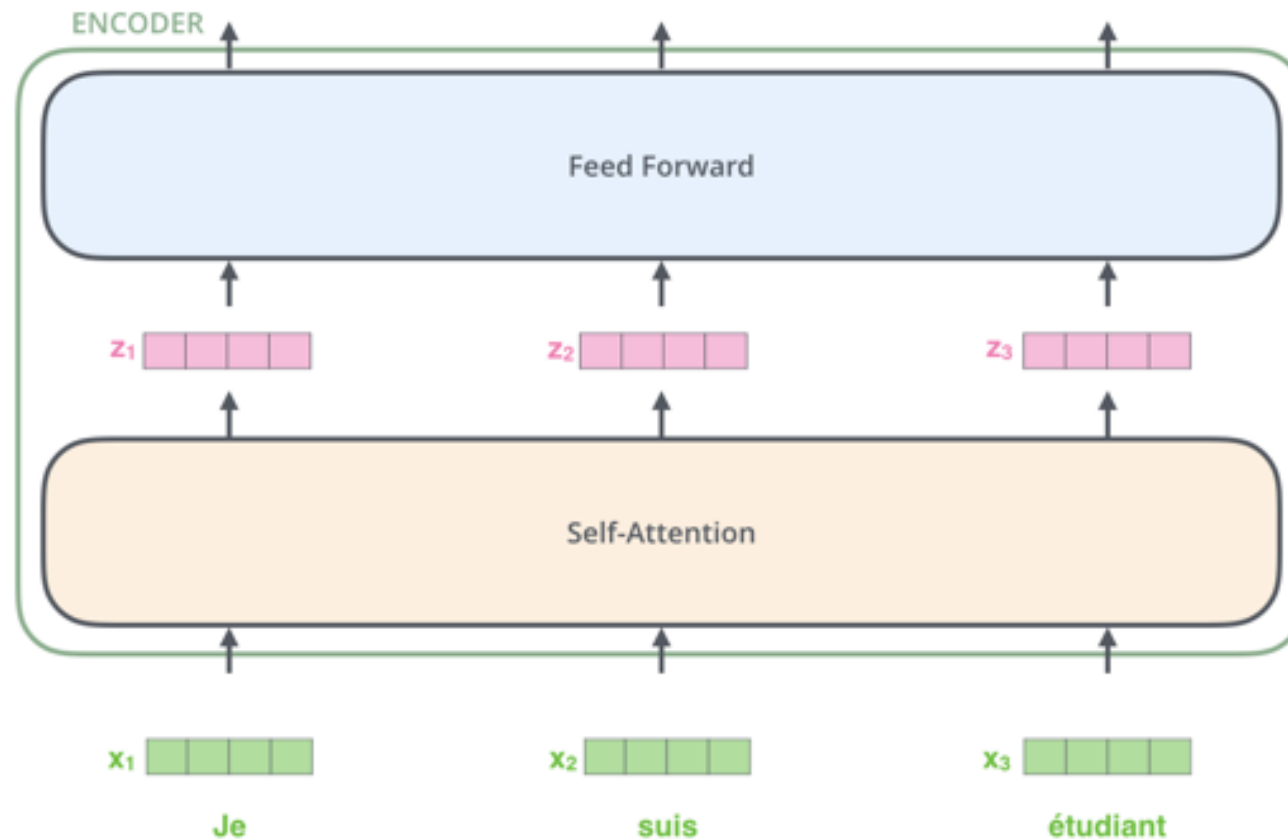 ENCODER
Feed Forward
z₁ z₂ z₃
Self-Attention
x₁ x₂ x₃
Je suis étudiant